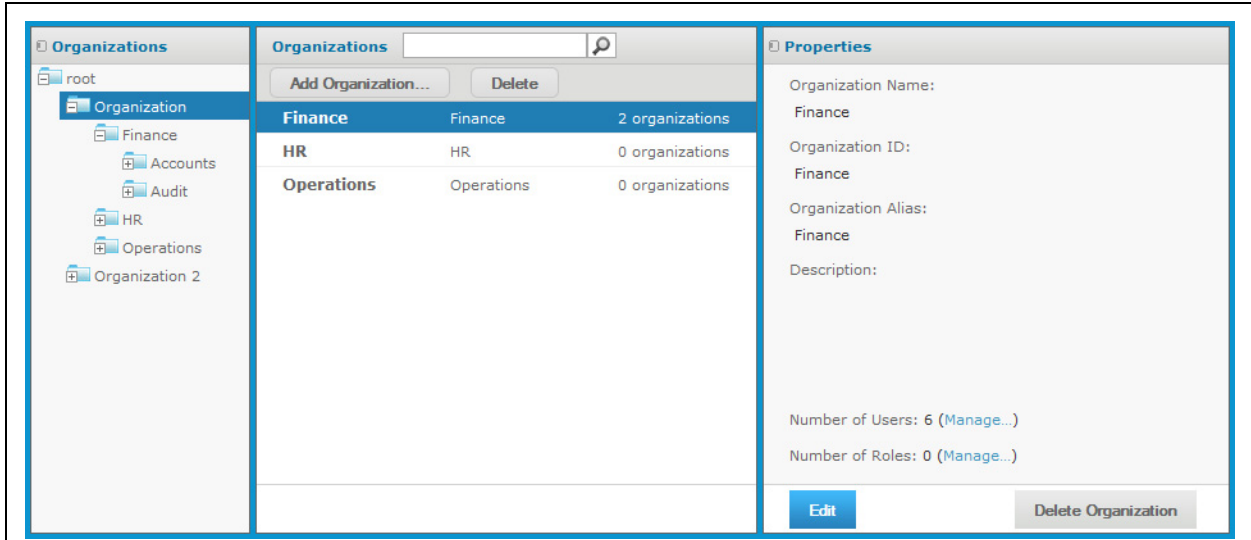 Organizations
root
Organization
Finance
Accounts
Audit
HR
Operations
Organization 2
Organizations
Add Organization... Delete
Finance Finance 2 organizations
HR HR 0 organizations
Operations Operations 0 organizations
Properties
Organization Name:
Finance
Organization ID:
Finance
Organization Alias:
Finance
Description:
Number of Users: 6 (Manage...)
Number of Roles: 0 (Manage...)
Edit Delete Organization